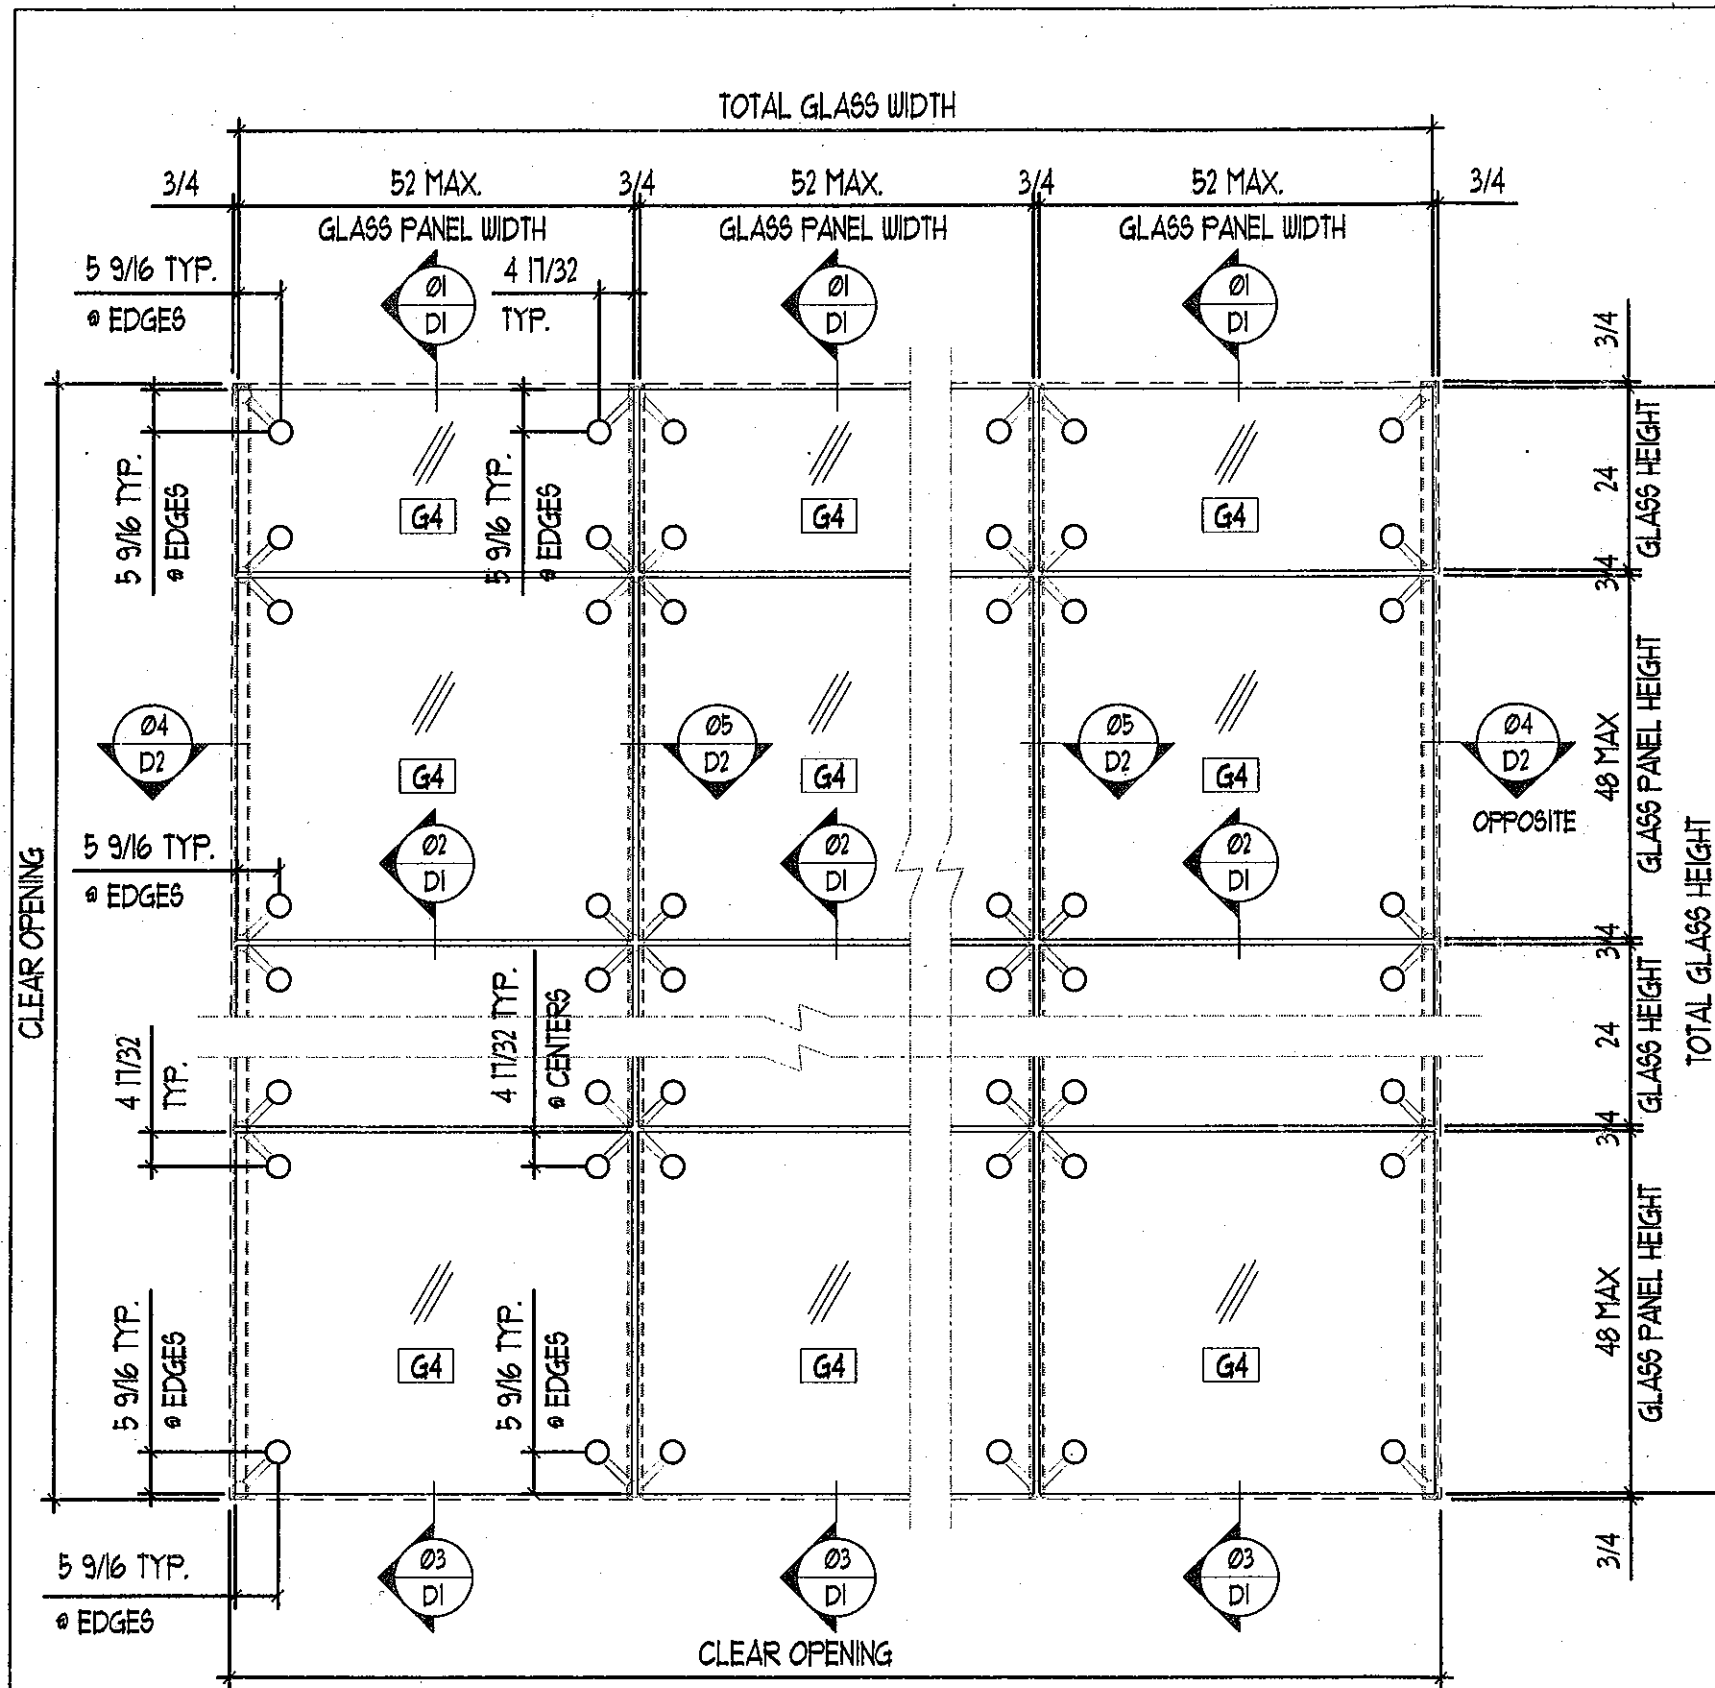 TOTAL GLASS WIDTH
3/4
52 MAX.
3/4
52 MAX.
3/4
52 MAX.
3/4
GLASS PANEL WIDTH
GLASS PANEL WIDTH
GLASS PANEL WIDTH
5 9/16 TYP.
@ EDGES
4 17/32
TYP.
Ø1
D1
Ø1
D1
Ø1
D1
3/4
5 9/16 TYP.
@ EDGES
5 9/16 TYP.
@ EDGES
G4
G4
G4
24
GLASS HEIGHT
3/4
Ø4
D2
Ø5
D2
Ø5
D2
Ø4
D2
OPPOSITE
G4
G4
G4
48 MAX
GLASS PANEL HEIGHT
5 9/16 TYP.
@ EDGES
Ø2
D1
Ø2
D1
Ø2
D1
CLEAR OPENING
TOTAL GLASS HEIGHT
3/4
4 17/32
TYP.
4 17/32 TYP.
@ CENTERS
24
GLASS HEIGHT
3/4
5 9/16 TYP.
@ EDGES
5 9/16 TYP.
@ EDGES
G4
G4
G4
48 MAX
GLASS PANEL HEIGHT
5 9/16 TYP.
@ EDGES
Ø3
D1
Ø3
D1
Ø3
D1
3/4
CLEAR OPENING